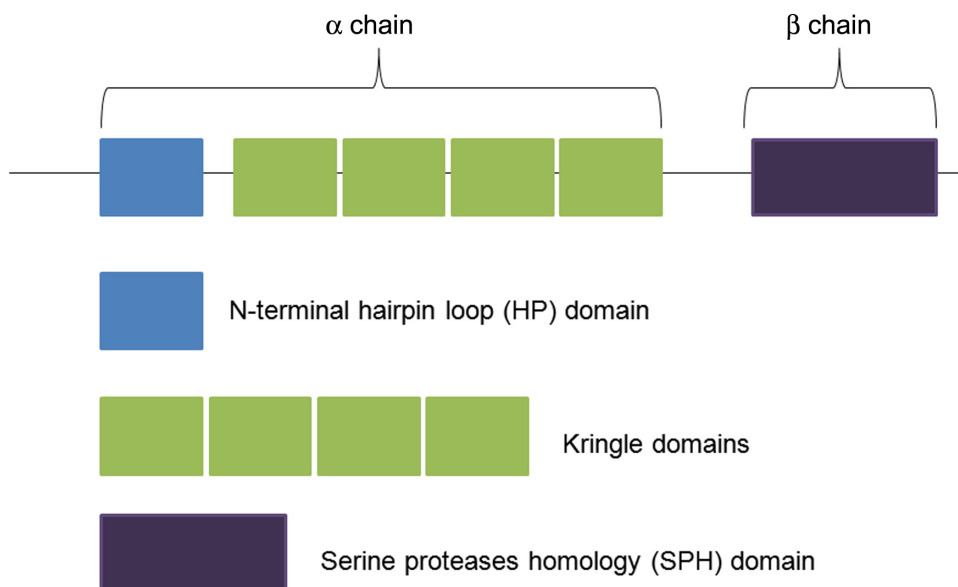 α chain
β chain
N-terminal hairpin loop (HP) domain
Kringle domains
Serine proteases homology (SPH) domain